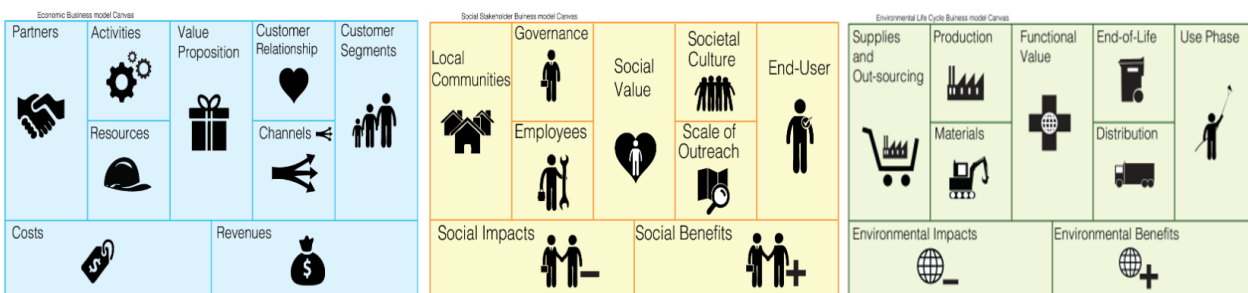 Economic Business model Canvas
Partners
Activities
Value
Proposition
Customer
Relationship
Customer
Segments
Resources
Channels
Costs
$
Revenues
$
Social Stakeholder Buiness model Canvas
Local
Communities
Governance
Social
Value
Societal
Culture
End-User
Employees
Scale of
Outreach
Social Impacts
Social Benefits
Environmental Life Cycle Buiness model Canvas
Supplies
and
Out-sourcing
Production
Functional
Value
End-of-Life
Use Phase
Materials
Distribution
Environmental Impacts
Environmental Benefits